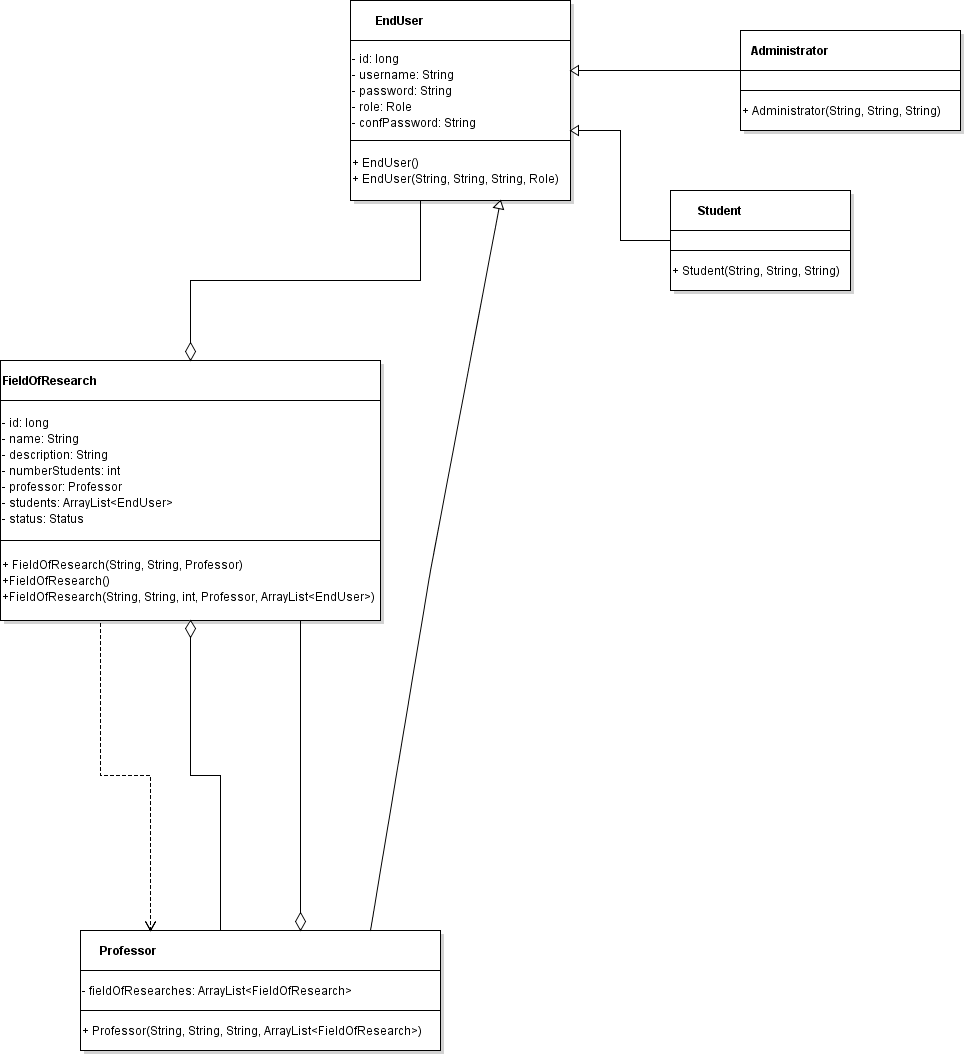 EndUser
- id: long
- username: String
- password: String
- role: Role
- confPassword: String
+ EndUser()
+ EndUser(String, String, String, Role)
Administrator
+ Administrator(String, String, String)
Student
+ Student(String, String, String)
FieldOfResearch
- id: long
- name: String
- description: String
- numberStudents: int
- professor: Professor
- students: ArrayList<EndUser>
- status: Status
+ FieldOfResearch(String, String, Professor)
+FieldOfResearch()
+FieldOfResearch(String, String, int, Professor, ArrayList<EndUser>)
Professor
- fieldOfResearches: ArrayList<FieldOfResearch>
+ Professor(String, String, String, ArrayList<FieldOfResearch>)